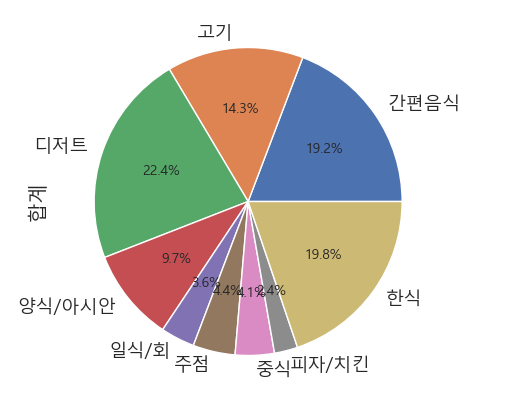 고기
간편음식
14.3%
19.2%
디저트
22.4%
합계
19.8%
9.7%
3.6%
4.4%
4.1%
2.4%
양식/아시안
한식
일식/회
주점
중식
피자/치킨